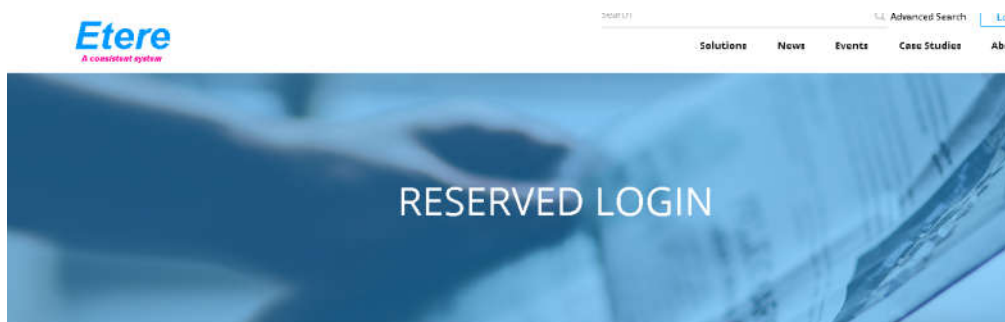 Search
Advanced Search
Etere
A consistent system
Solutions News Events Case Studies
RESERVED LOGIN